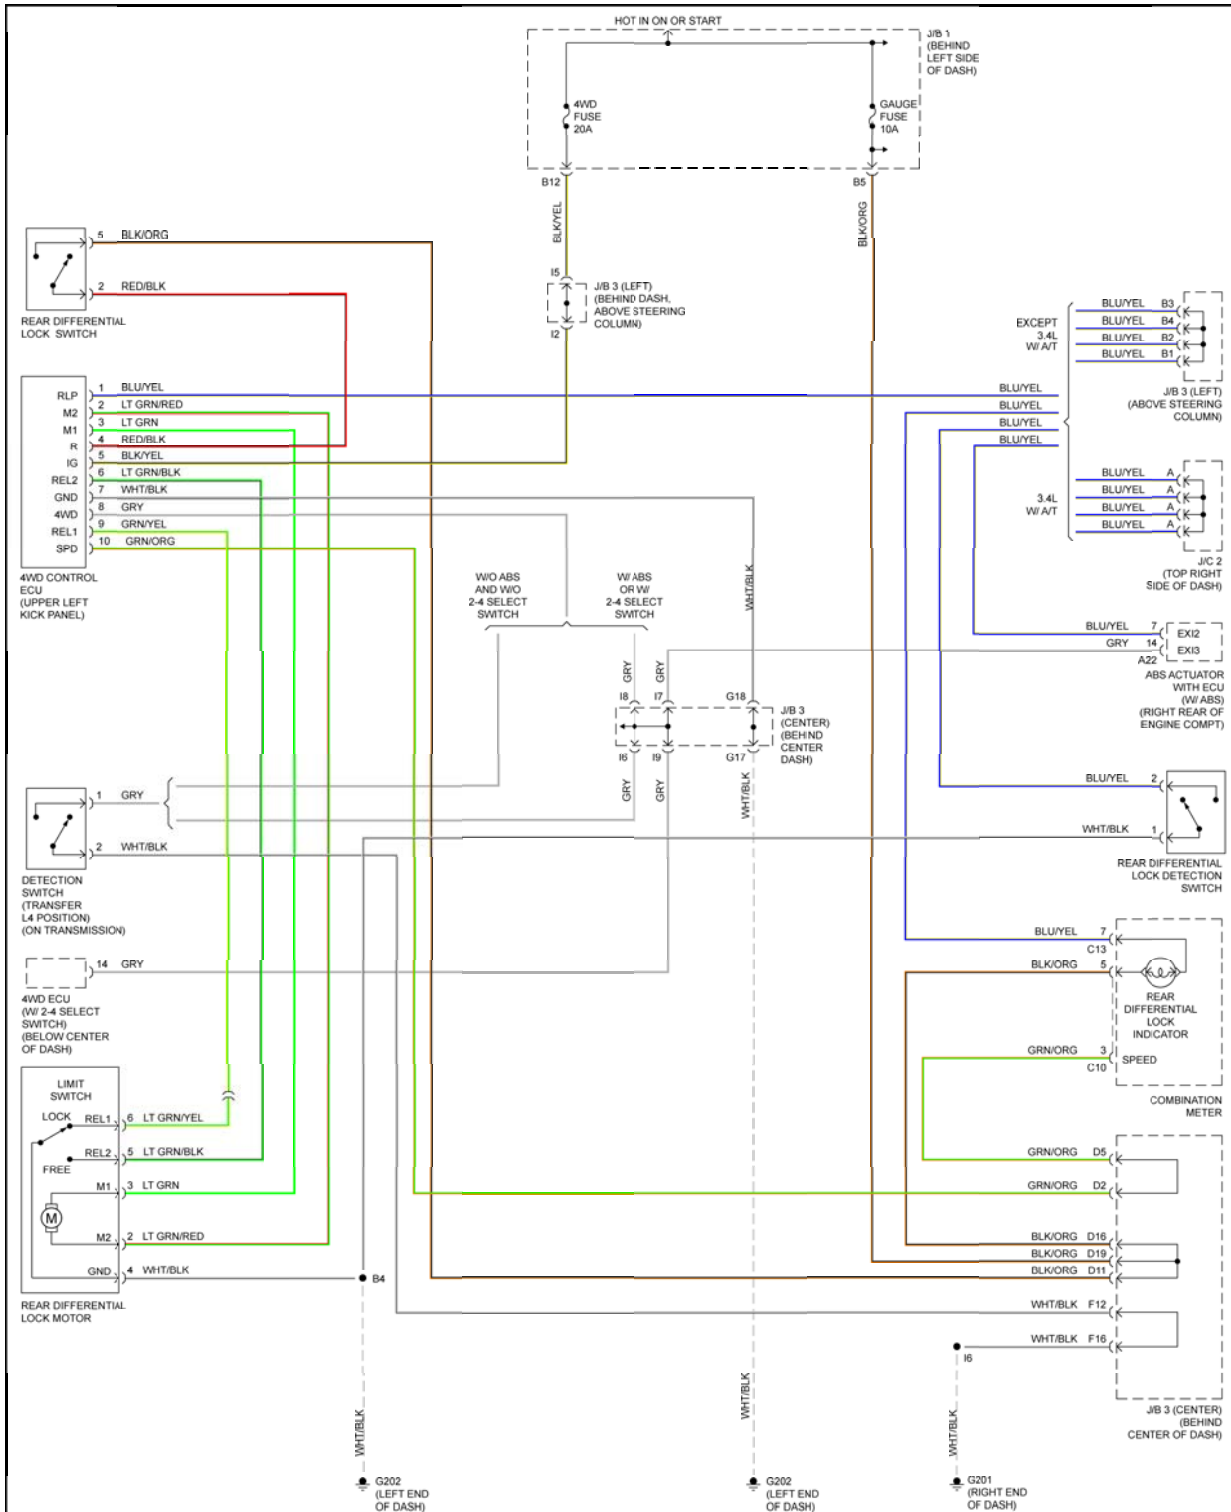 HOT IN ON OR START
J/B 1
(BEHIND
LEFT SIDE
OF DASH)
4WD
FUSE
20A
GAUGE
FUSE
10A
B12
B5
BLK/YEL
BLK/ORG
5 BLK/ORG
2 RED/BLK
REAR DIFFERENTIAL
LOCK SWITCH
I5
J/B 3 (LEFT)
(BEHIND DASH,
ABOVE STEERING
COLUMN)
I2
EXCEPT
3.4L
W/ A/T
BLU/YEL B3
BLU/YEL B4
BLU/YEL B2
BLU/YEL B1
J/B 3 (LEFT)
(ABOVE STEERING
COLUMN)
BLU/YEL
BLU/YEL
BLU/YEL
BLU/YEL
3.4L
W/ A/T
BLU/YEL A
BLU/YEL A
BLU/YEL A
BLU/YEL A
J/C 2
(TOP RIGHT
SIDE OF DASH)
RLP 1 BLU/YEL
M2 2 LT GRN/RED
M1 3 LT GRN
R 4 RED/BLK
IG 5 BLK/YEL
REL2 6 LT GRN/BLK
GND 7 WHT/BLK
4WD 8 GRY
REL1 9 GRN/YEL
SPD 10 GRN/ORG
4WD CONTROL
ECU
(UPPER LEFT
KICK PANEL)
W/O ABS
AND W/O
2-4 SELECT
SWITCH
W/ ABS
OR W/
2-4 SELECT
SWITCH
WHT/BLK
BLU/YEL 7 EXI2
GRY 14 EXI3
A22
ABS ACTUATOR
WITH ECU
(W/ ABS)
(RIGHT REAR OF
ENGINE COMPT)
GRY
GRY
I8
I7
G18
J/B 3
(CENTER)
(BEHIND
CENTER
DASH)
I6
I9
G17
GRY
GRY
WHT/BLK
1 GRY
2 WHT/BLK
DETECTION
SWITCH
(TRANSFER
L4 POSITION)
(ON TRANSMISSION)
BLU/YEL 2
WHT/BLK 1
REAR DIFFERENTIAL
LOCK DETECTION
SWITCH
14 GRY
4WD ECU
(W/ 2-4 SELECT
SWITCH)
(BELOW CENTER
OF DASH)
BLU/YEL 7
C13
BLK/ORG 5
REAR
DIFFERENTIAL
LOCK
INDICATOR
GRN/ORG 3 SPEED
C10
COMBINATION
METER
LIMIT
SWITCH
LOCK
REL1 6 LT GRN/YEL
REL2 5 LT GRN/BLK
FREE
M1 3 LT GRN
M
M2 2 LT GRN/RED
GND 4 WHT/BLK
B4
REAR DIFFERENTIAL
LOCK MOTOR
GRN/ORG D5
GRN/ORG D2
BLK/ORG D16
BLK/ORG D19
BLK/ORG D11
WHT/BLK F12
WHT/BLK F16
I6
J/B 3 (CENTER)
(BEHIND
CENTER OF DASH)
WHT/BLK
WHT/BLK
WHT/BLK
G202
(LEFT END
OF DASH)
G202
(LEFT END
OF DASH)
G201
(RIGHT END
OF DASH)